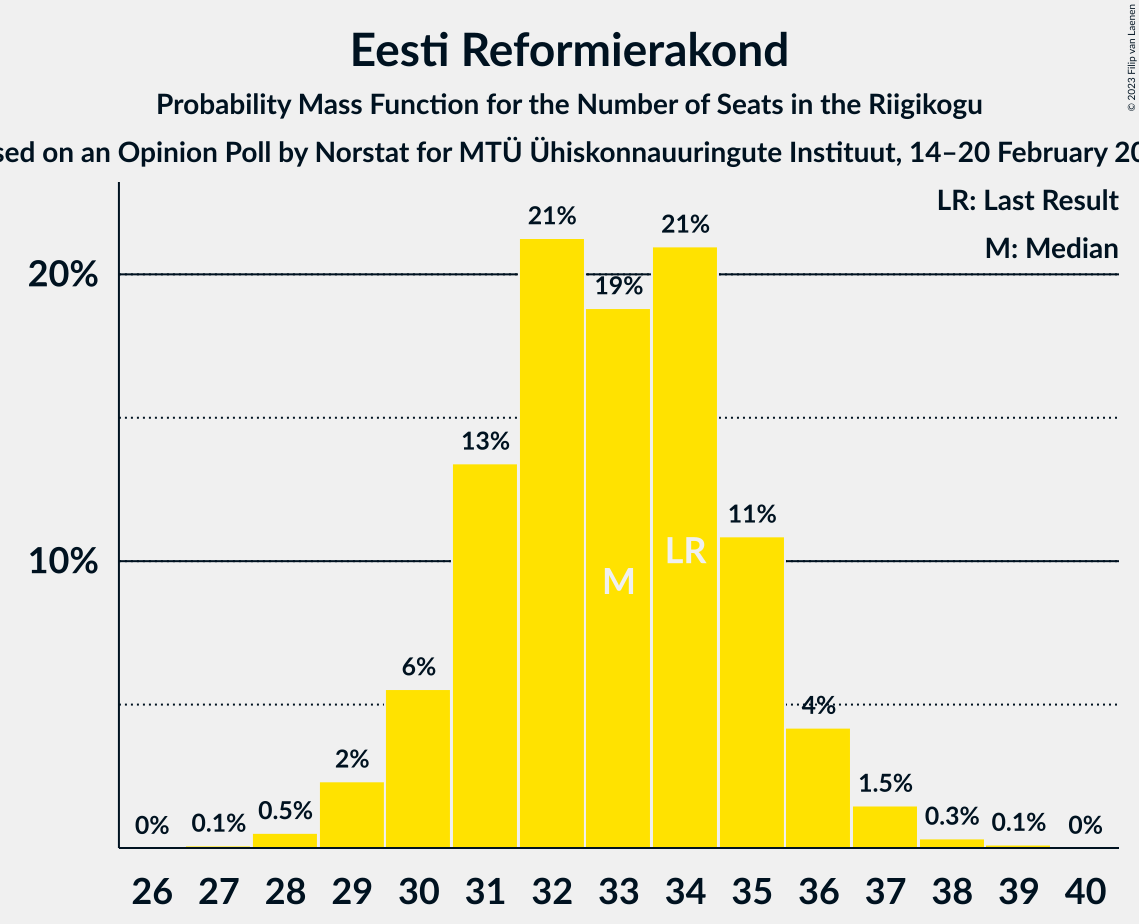 Eesti Reformierakond
Probability Mass Function for the Number of Seats in the Riigikogu
on an Opinion Poll by Norstat for MTÜ Ühiskonnauuringute Instituut, 14–20 February
© 2023 Filip van Laenen
LR: Last Result
M: Median
20%
10%
0%
0.1%
0.5%
2%
6%
13%
21%
19%
21%
11%
4%
1.5%
0.3%
0.1%
0%
M
LR
26 27 28 29 30 31 32 33 34 35 36 37 38 39 40